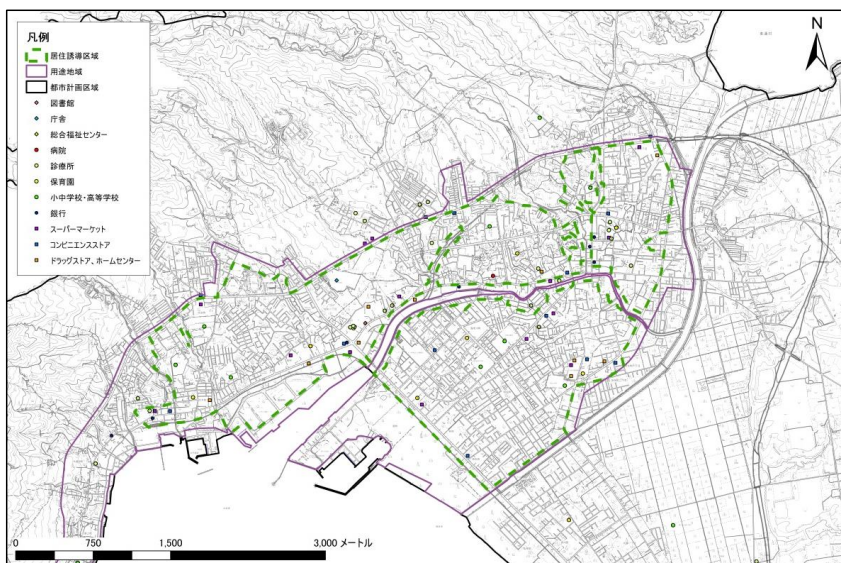 凡例
居住誘導区域
用途地域
都市計画区域
図書館
庁舎
総合福祉センター
病院
診療所
保育園
小中学校・高等学校
銀行
スーパーマーケット
コンビニエンスストア
ドラッグストア、ホームセンター
N
0 750 1,500 3,000 メートル